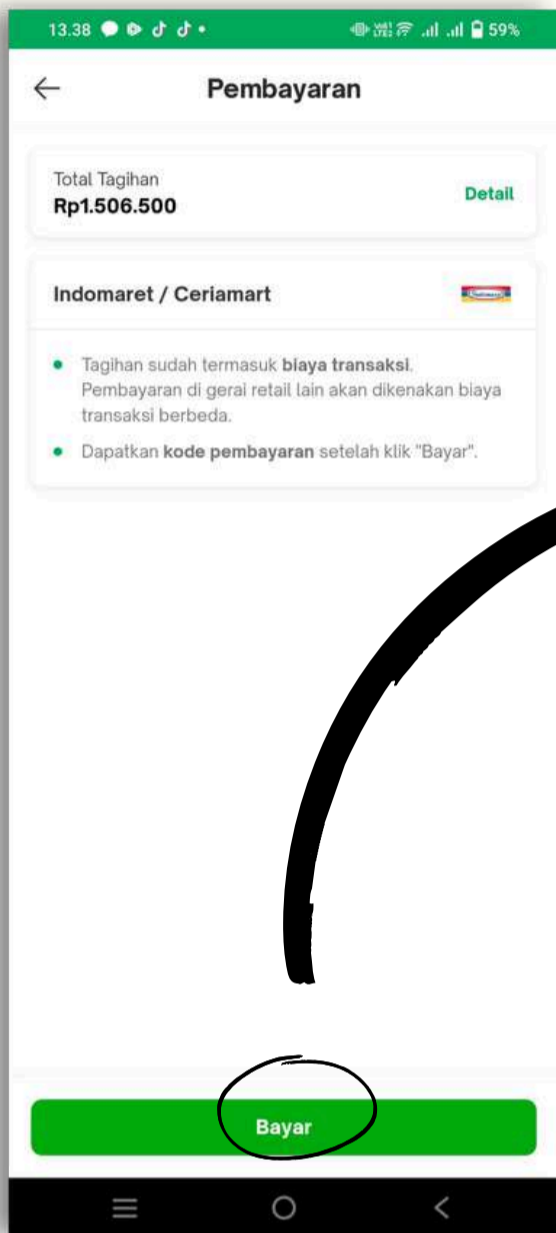 13.38
59%
Pembayaran
Total Tagihan
Rp1.506.500
Detail
Indomaret / Ceriamart
Tagihan sudah termasuk biaya transaksi.
Pembayaran di gerai retail lain akan dikenakan biaya
transaksi berbeda.
Dapatkan kode pembayaran setelah klik "Bayar".
Bayar